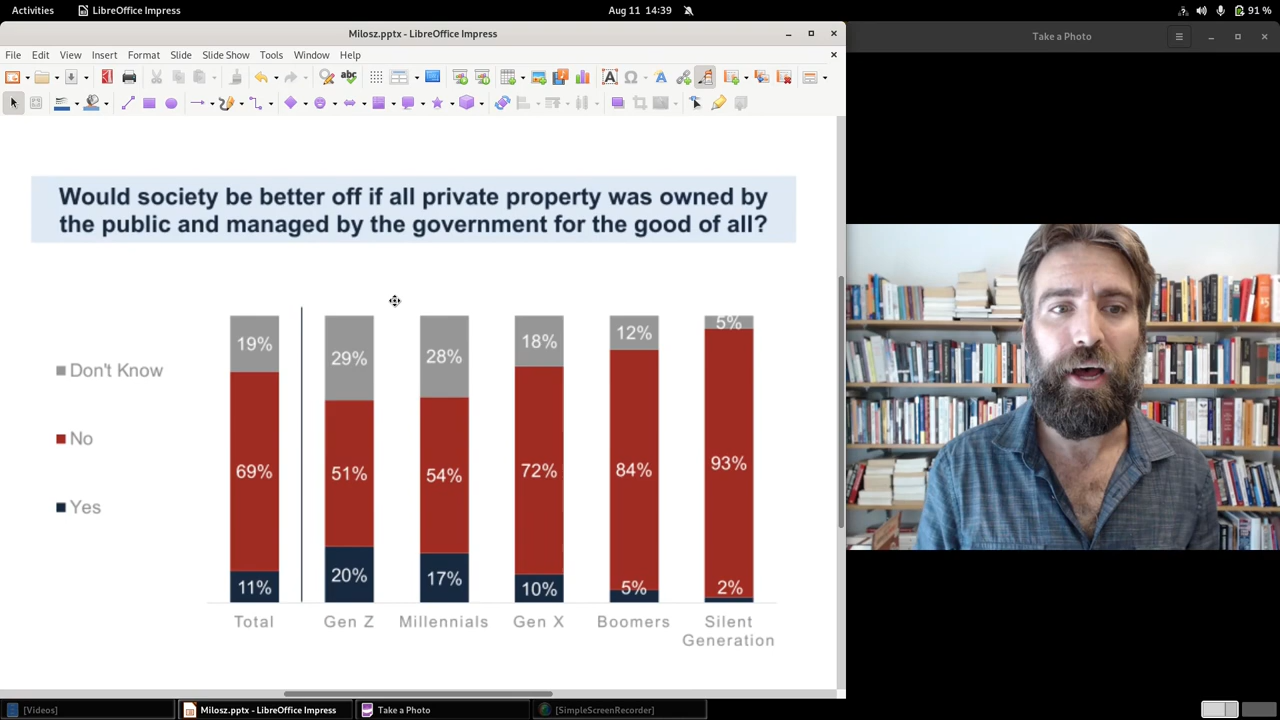 Activities
LibreOffice Impress
Aug 11 14:39
91 %
Milosz.pptx - LibreOffice Impress
Take a Photo
File Edit View Insert Format Slide Slide Show Tools Window Help
Would society be better off if all private property was owned by
the public and managed by the government for the good of all?
Don't Know
No
Yes
19% 29% 28% 18% 12% 5%
69% 51% 54% 72% 84% 93%
11% 20% 17% 10% 5% 2%
Total Gen Z Millennials Gen X Boomers Silent
Generation
[Videos]
Milosz.pptx - LibreOffice Impress
Take a Photo
[SimpleScreenRecorder]